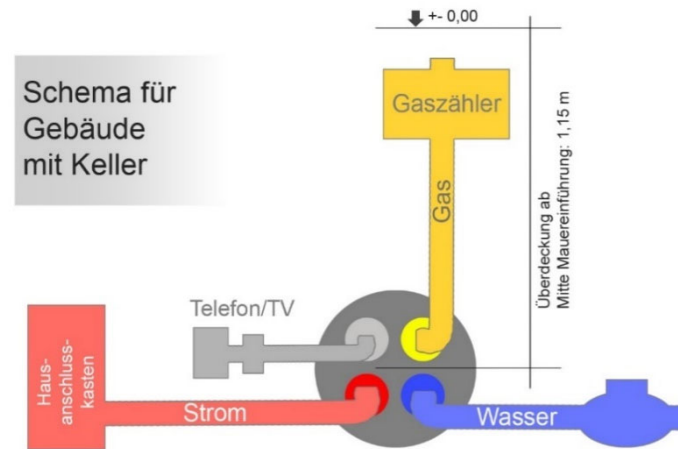 +- 0,00
Schema für
Gebäude
mit Keller
Gaszähler
Gas
Überdeckung ab
Mitte Mauereinführung: 1,15 m
Telefon/TV
Haus-
anschluss-
kasten
Strom
Wasser